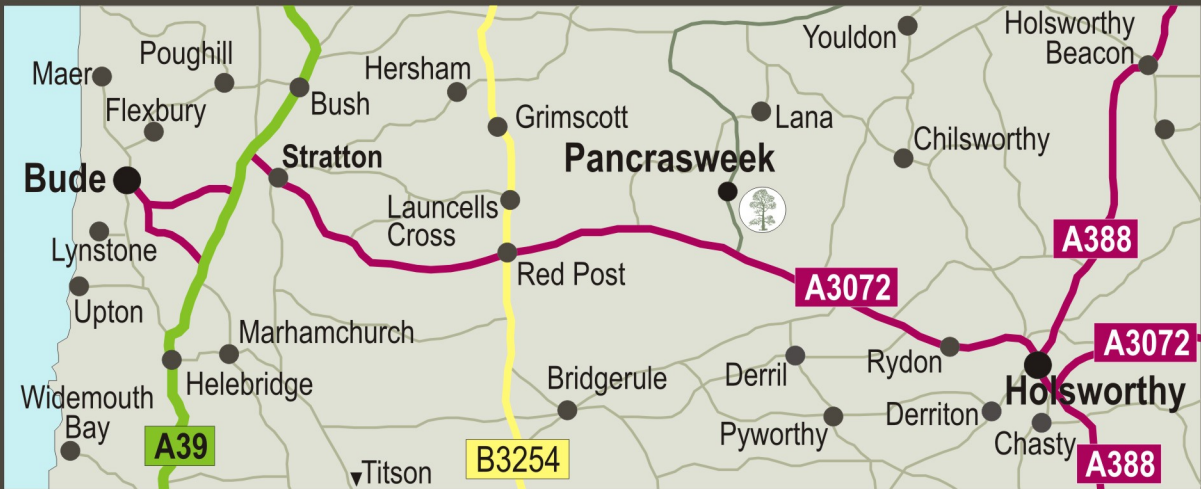 Holsworthy
Beacon
Youldon
Poughill
Hersham
Maer
Flexbury
Bush
Grimscott
Lana
Chilsworthy
Stratton
Pancrasweek
Bude
Launcells
Cross
Lynstone
A388
Red Post
A3072
Upton
Marhamchurch
A3072
Rydon
Derril
Bridgerule
Helebridge
Holsworthy
Widemouth
Bay
Derriton
Pyworthy
Chasty
A39
B3254
A388
Titson